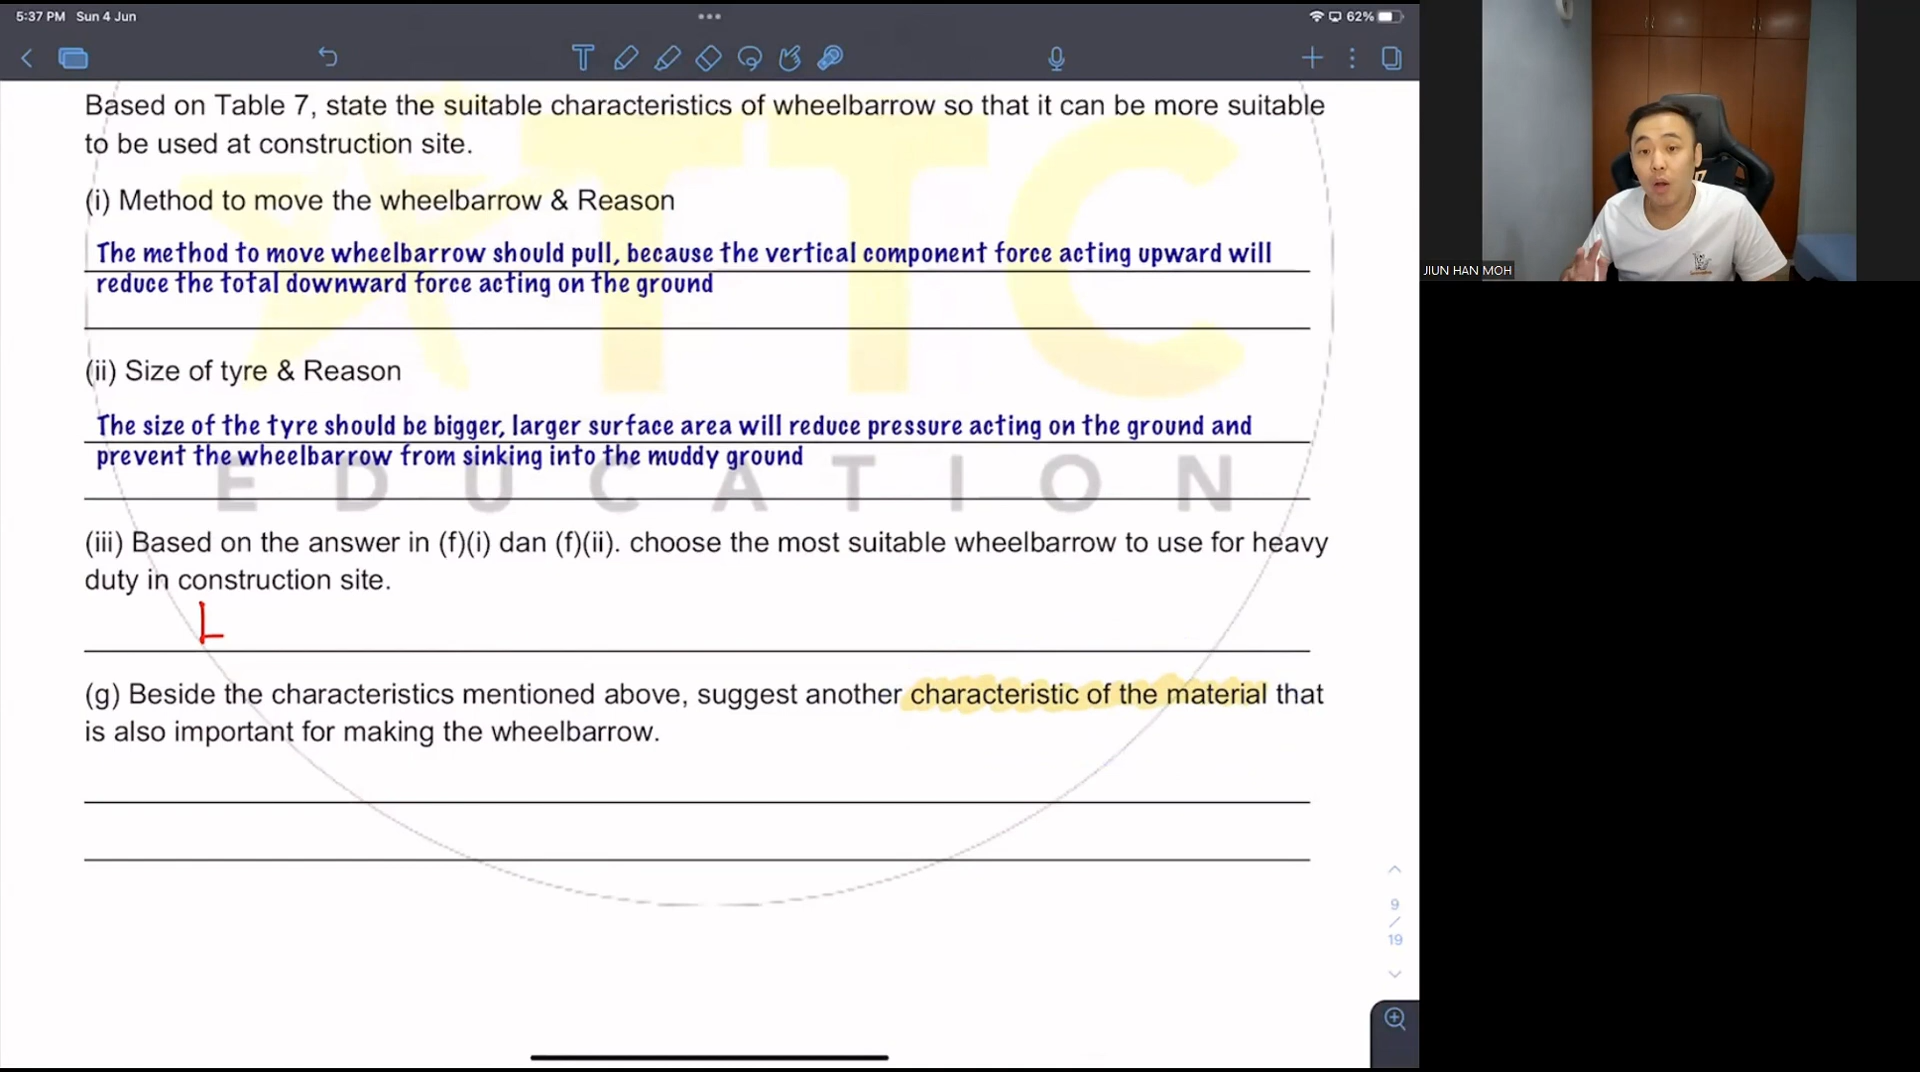 5:37 PM Sun 4 Jun
62%
Based on Table 7, state the suitable characteristics of wheelbarrow so that it can be more suitable
to be used at construction site.
(i) Method to move the wheelbarrow & Reason
The method to move wheelbarrow should pull, because the vertical component force acting upward will
reduce the total downward force acting on the ground
(ii) Size of tyre & Reason
The size of the tyre should be bigger, larger surface area will reduce pressure acting on the ground and
prevent the wheelbarrow from sinking into the muddy ground
(iii) Based on the answer in (f)(i) dan (f)(ii). choose the most suitable wheelbarrow to use for heavy
duty in construction site.
L
(g) Beside the characteristics mentioned above, suggest another characteristic of the material that
is also important for making the wheelbarrow.
TTC
EDUCATION
9
/
19
JIUN HAN MOH